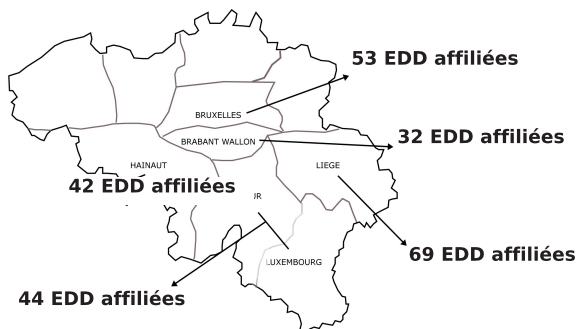 53 EDD affiliées
BRUXELLES
32 EDD affiliées
BRABANT WALLON
HAINAUT
LIEGE
42 EDD affiliées
UR
69 EDD affiliées
LUXEMBOURG
44 EDD affiliées